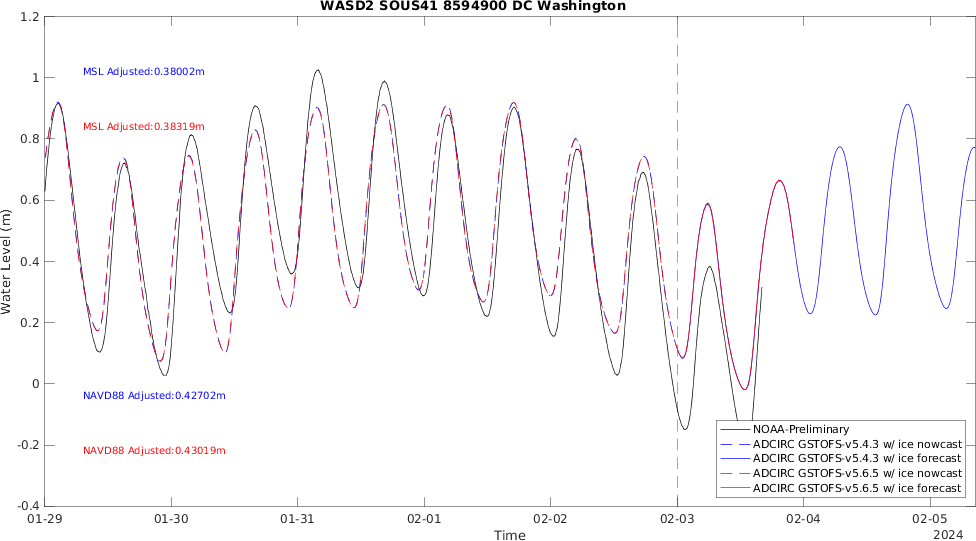 WASD2 SOUS41 8594900 DC Washington
1.2
1
0.8
0.6
0.4
0.2
0
-0.2
-0.4
Water Level (m)
MSL Adjusted:0.38002m
MSL Adjusted:0.38319m
NAVD88 Adjusted:0.42702m
NAVD88 Adjusted:0.43019m
NOAA-Preliminary
ADCIRC GSTOFS-v5.4.3 w/ ice nowcast
ADCIRC GSTOFS-v5.4.3 w/ ice forecast
ADCIRC GSTOFS-v5.6.5 w/ ice nowcast
ADCIRC GSTOFS-v5.6.5 w/ ice forecast
01-29 01-30 01-31 02-01 02-02 02-03 02-04 02-05
Time
2024